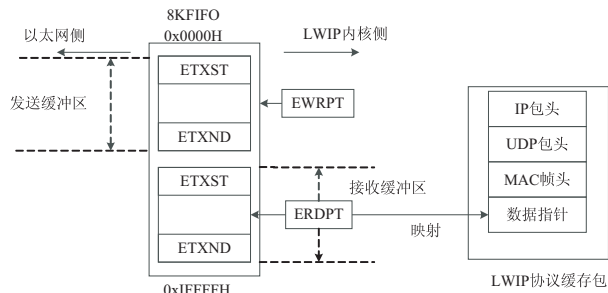 8KFIFO
0x0000H
以太网侧
LWIP内核侧
ETXST
发送缓冲区
EWRPT
ETXND
IP包头
UDP包头
MAC帧头
数据指针
ETXST
接收缓冲区
ERDPT
映射
ETXND
LWIP协议缓存包
0x1FFFFH